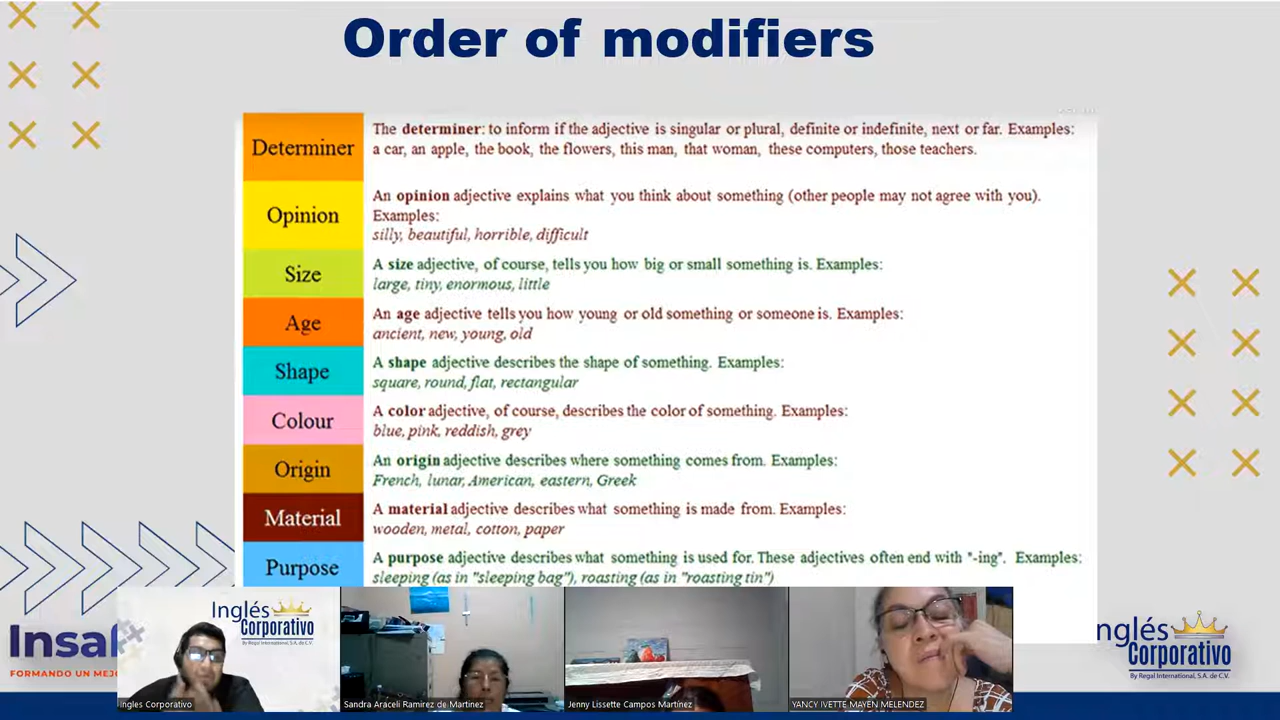 Order of modifiers
Determiner
The determiner: to inform if the adjective is singular or plural, definite or indefinite, next or far. Examples:
a car, an apple, the book, the flowers, this man, that woman, these computers, those teachers.
Opinion
An opinion adjective explains what you think about something (other people may not agree with you).
Examples:
silly, beautiful, horrible, difficult
Size
A size adjective, of course, tells you how big or small something is. Examples:
large, tiny, enormous, little
Age
An age adjective tells you how young or old something or someone is. Examples:
ancient, new, young, old
Shape
A shape adjective describes the shape of something. Examples:
square, round, flat, rectangular
Colour
A color adjective, of course, describes the color of something. Examples:
blue, pink, reddish, grey
Origin
An origin adjective describes where something comes from. Examples:
French, lunar, American, eastern, Greek
Material
A material adjective describes what something is made from. Examples:
wooden, metal, cotton, paper
Purpose
A purpose adjective describes what something is used for. These adjectives often end with "-ing". Examples:
sleeping (as in "sleeping bag"), roasting (as in "roasting tin")
Insaf
FORMANDO UN
Inglés
Corporativo
By Regal International, S.A. de C.V.
Ingles Corporativo
Sandra Araceli Ramirez de Martinez
Jenny Lissette Campos Martínez
YANCY IVETTE MAYEN MELENDEZ
nglés
Corporativo
By Regal International, S.A. de C.V.